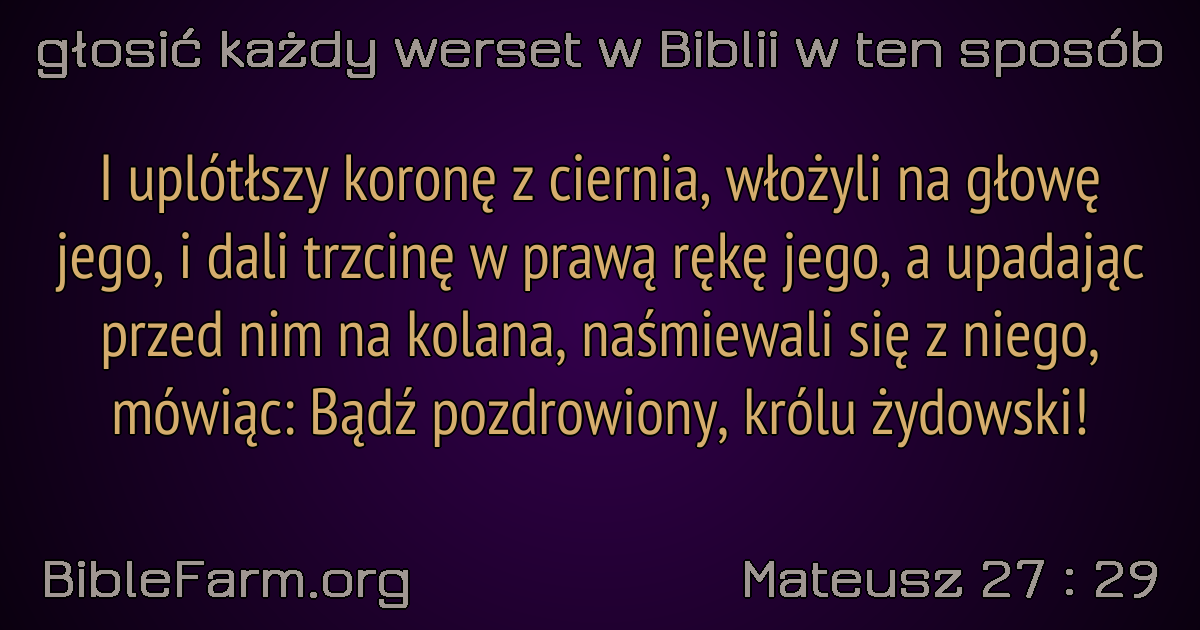 głosić każdy werset w Biblii w ten sposób
I uplótłszy koronę z ciernia, włożyli na głowę
jego, i dali trzcinę w prawą rękę jego, a upadając
przed nim na kolana, naśmiewali się z niego,
mówiąc: Bądź pozdrowiony, królu żydowski!
BibleFarm.org
Mateusz 27 : 29